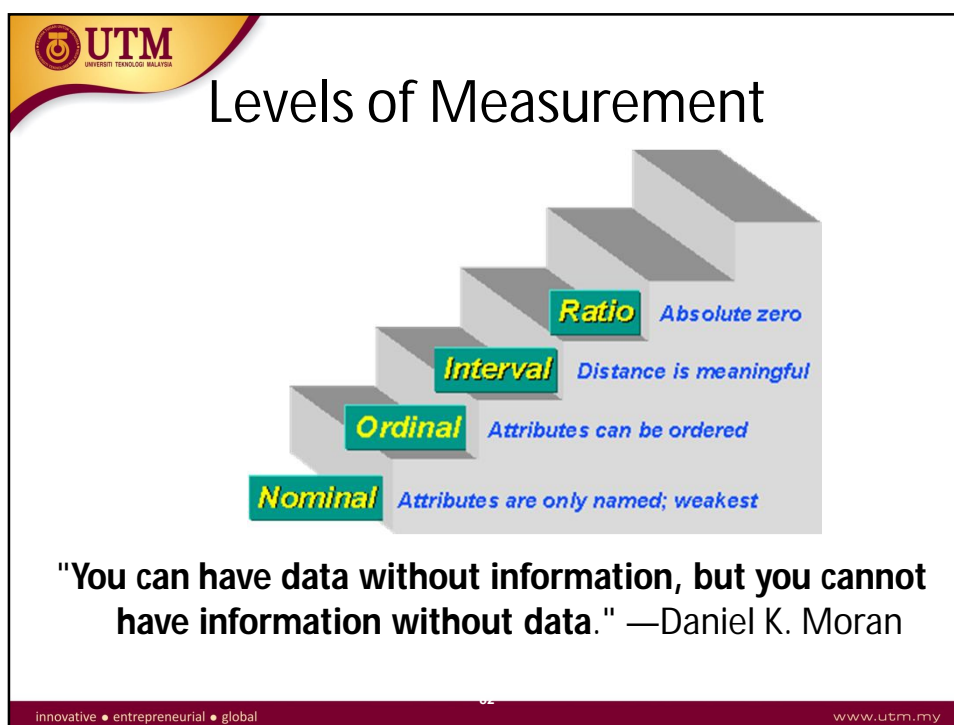 UTM
UNIVERSITI TEKNOLOGI MALAYSIA
Levels of Measurement
Ratio Absolute zero
Interval Distance is meaningful
Ordinal Attributes can be ordered
Nominal Attributes are only named; weakest
"You can have data without information, but you cannot
have information without data." —Daniel K. Moran
innovative ● entrepreneurial ● global
www.utm.my